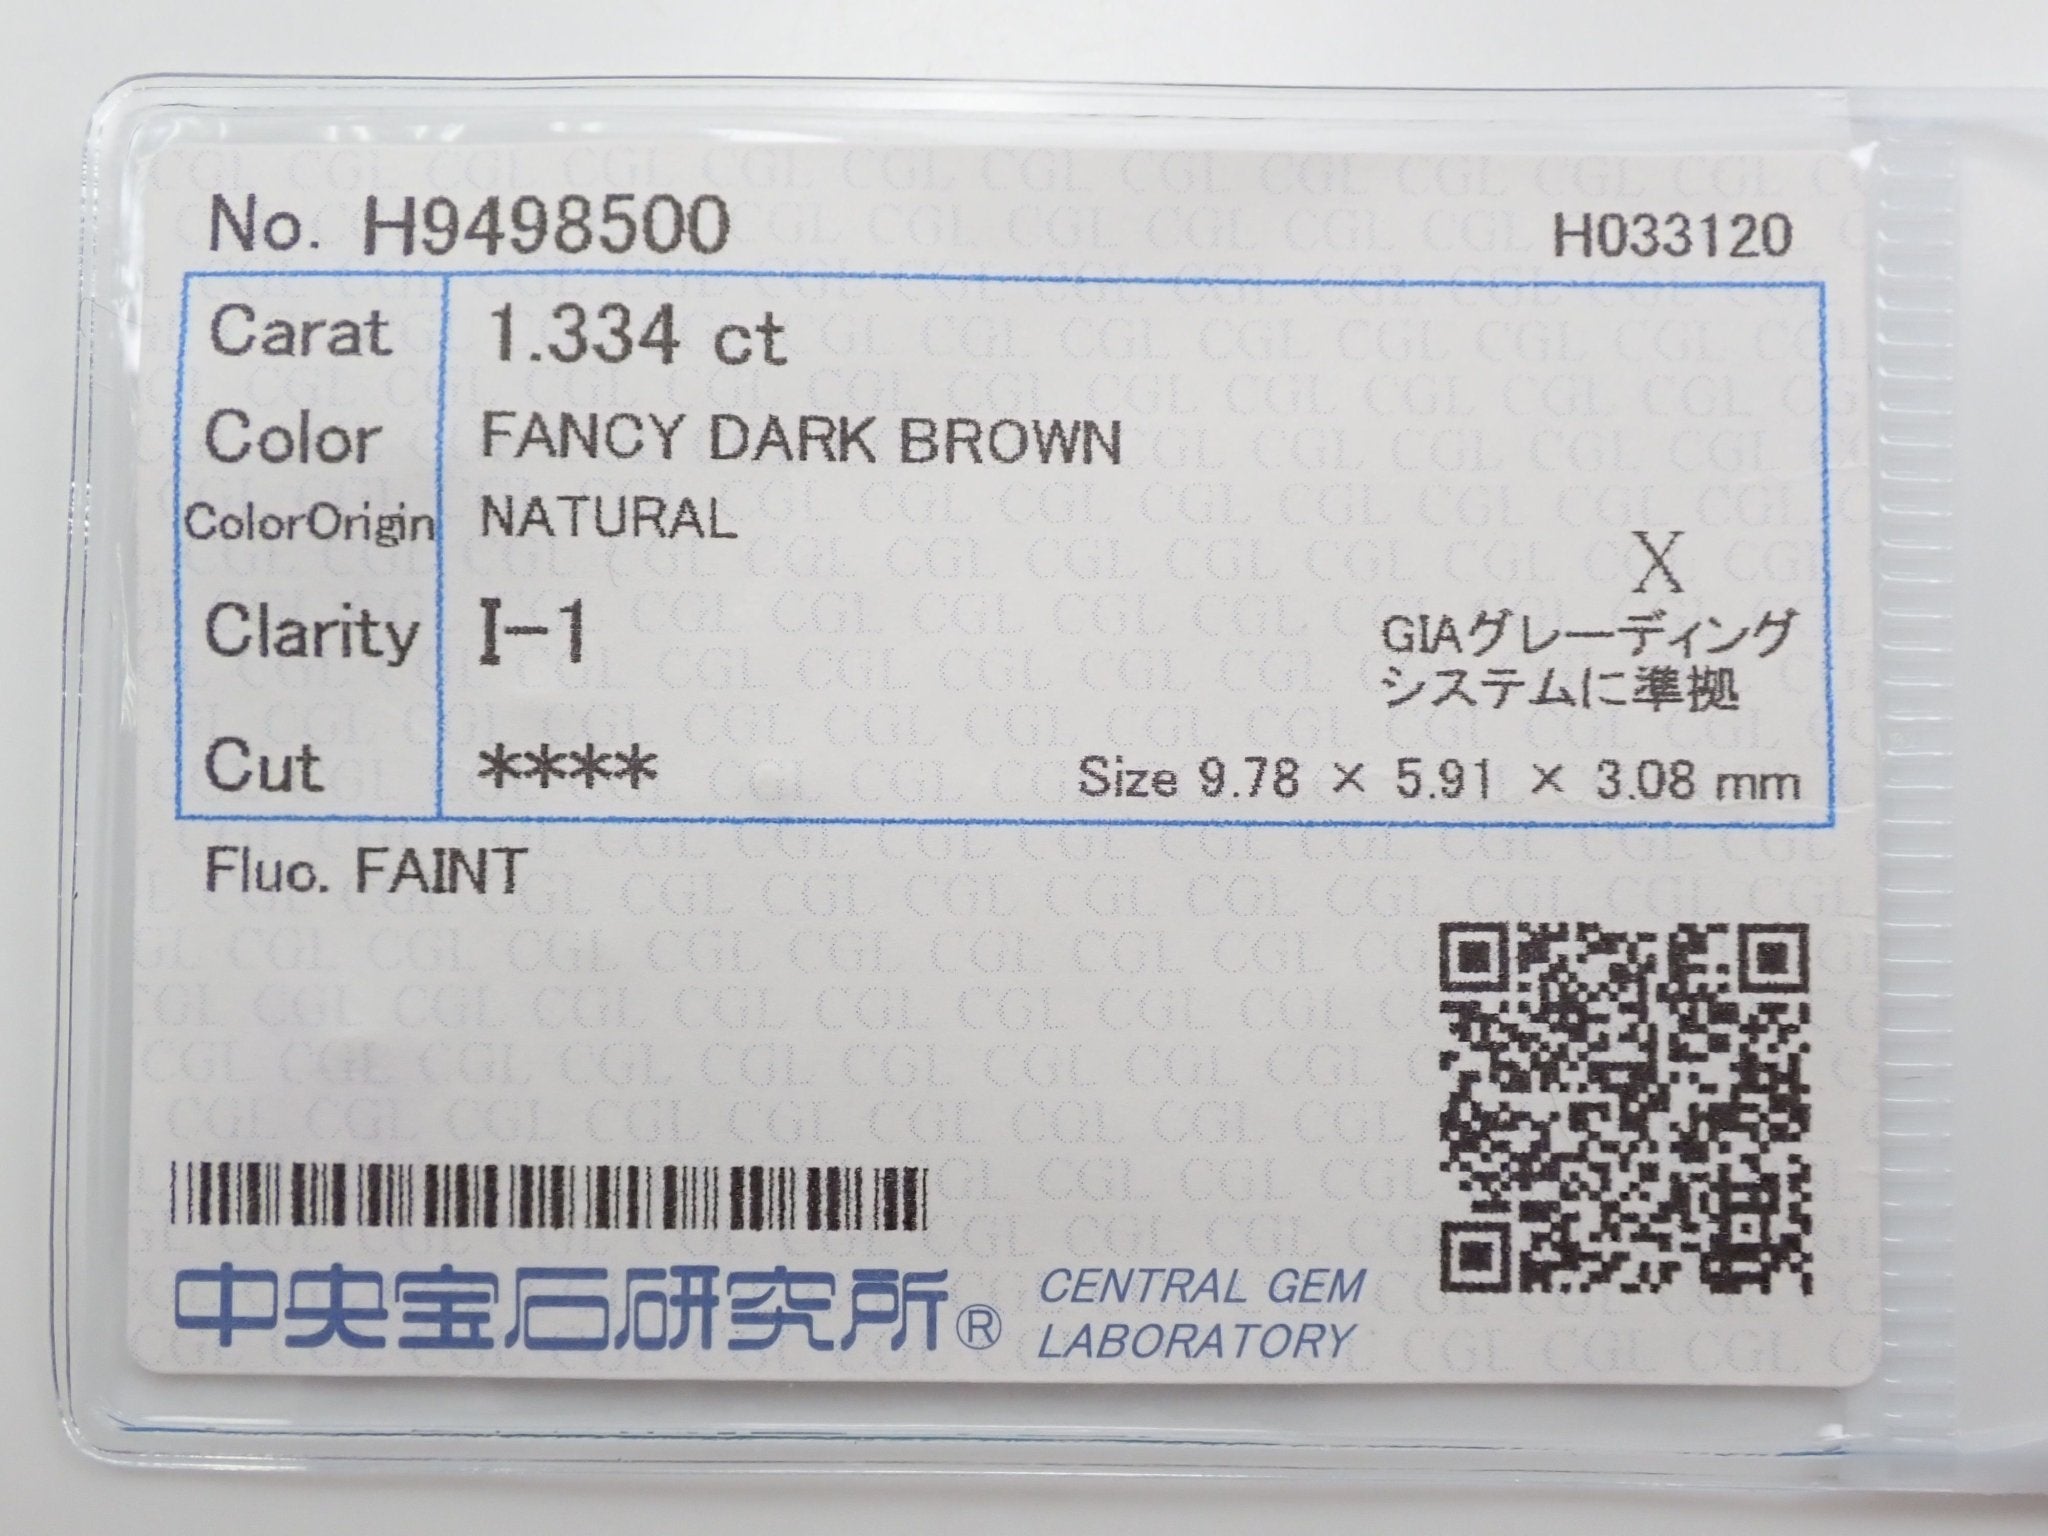 No. H9498500 H033120
Carat 1.334 ct
Color FANCY DARK BROWN
ColorOrigin NATURAL
X
Clarity I-1
GIAグレーディング
システムに準拠
Cut ****
Size 9.78 × 5.91 × 3.08 mm
Fluo. FAINT
中央宝石研究所®
CENTRAL GEM
LABORATORY